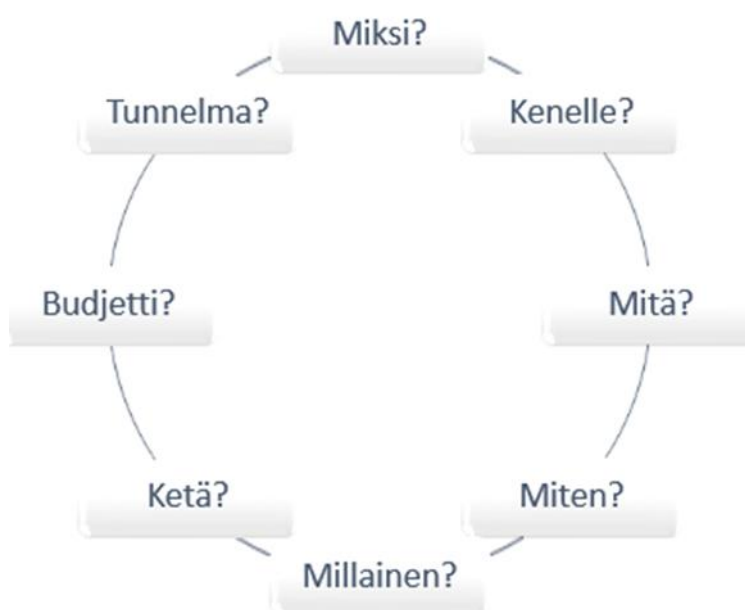 Miksi?
Kenelle?
Mitä?
Miten?
Millainen?
Ketä?
Budjetti?
Tunnelma?